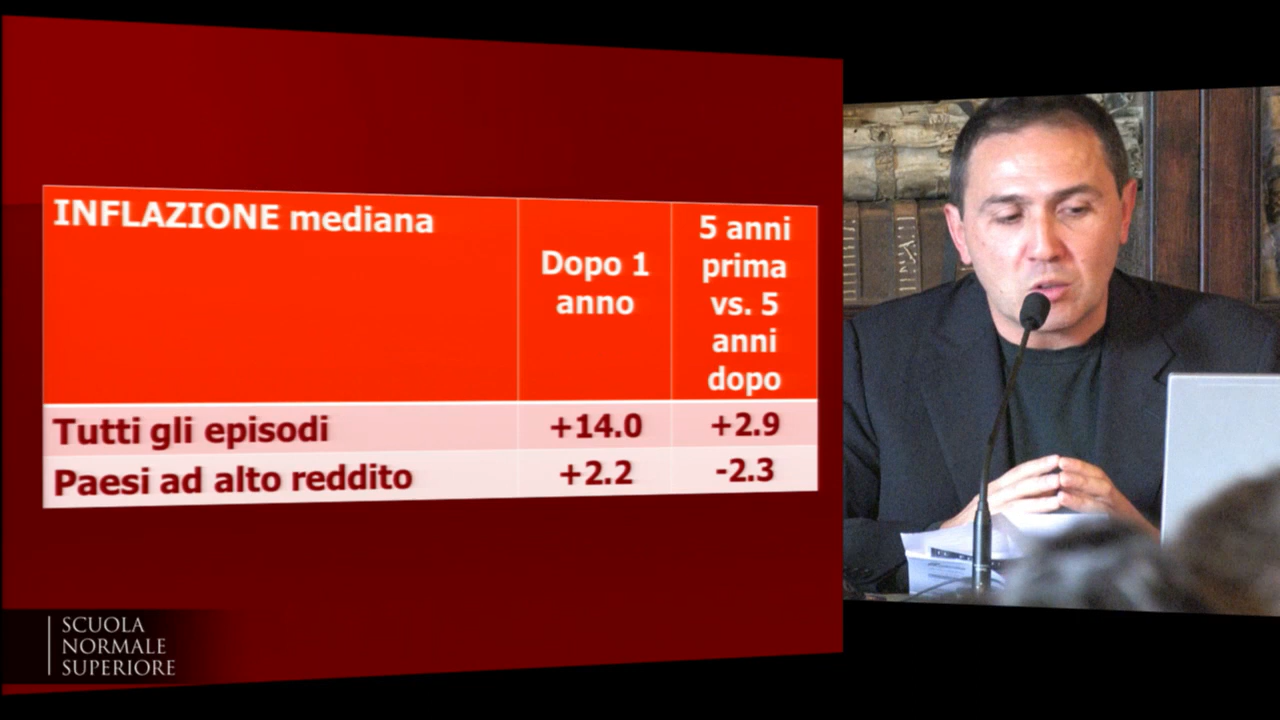 INFLAZIONE mediana
Dopo 1
anno
5 anni
prima
vs. 5
anni
dopo
Tutti gli episodi +14.0 +2.9
Paesi ad alto reddito +2.2 -2.3
SCUOLA
NORMALE
SUPERIORE